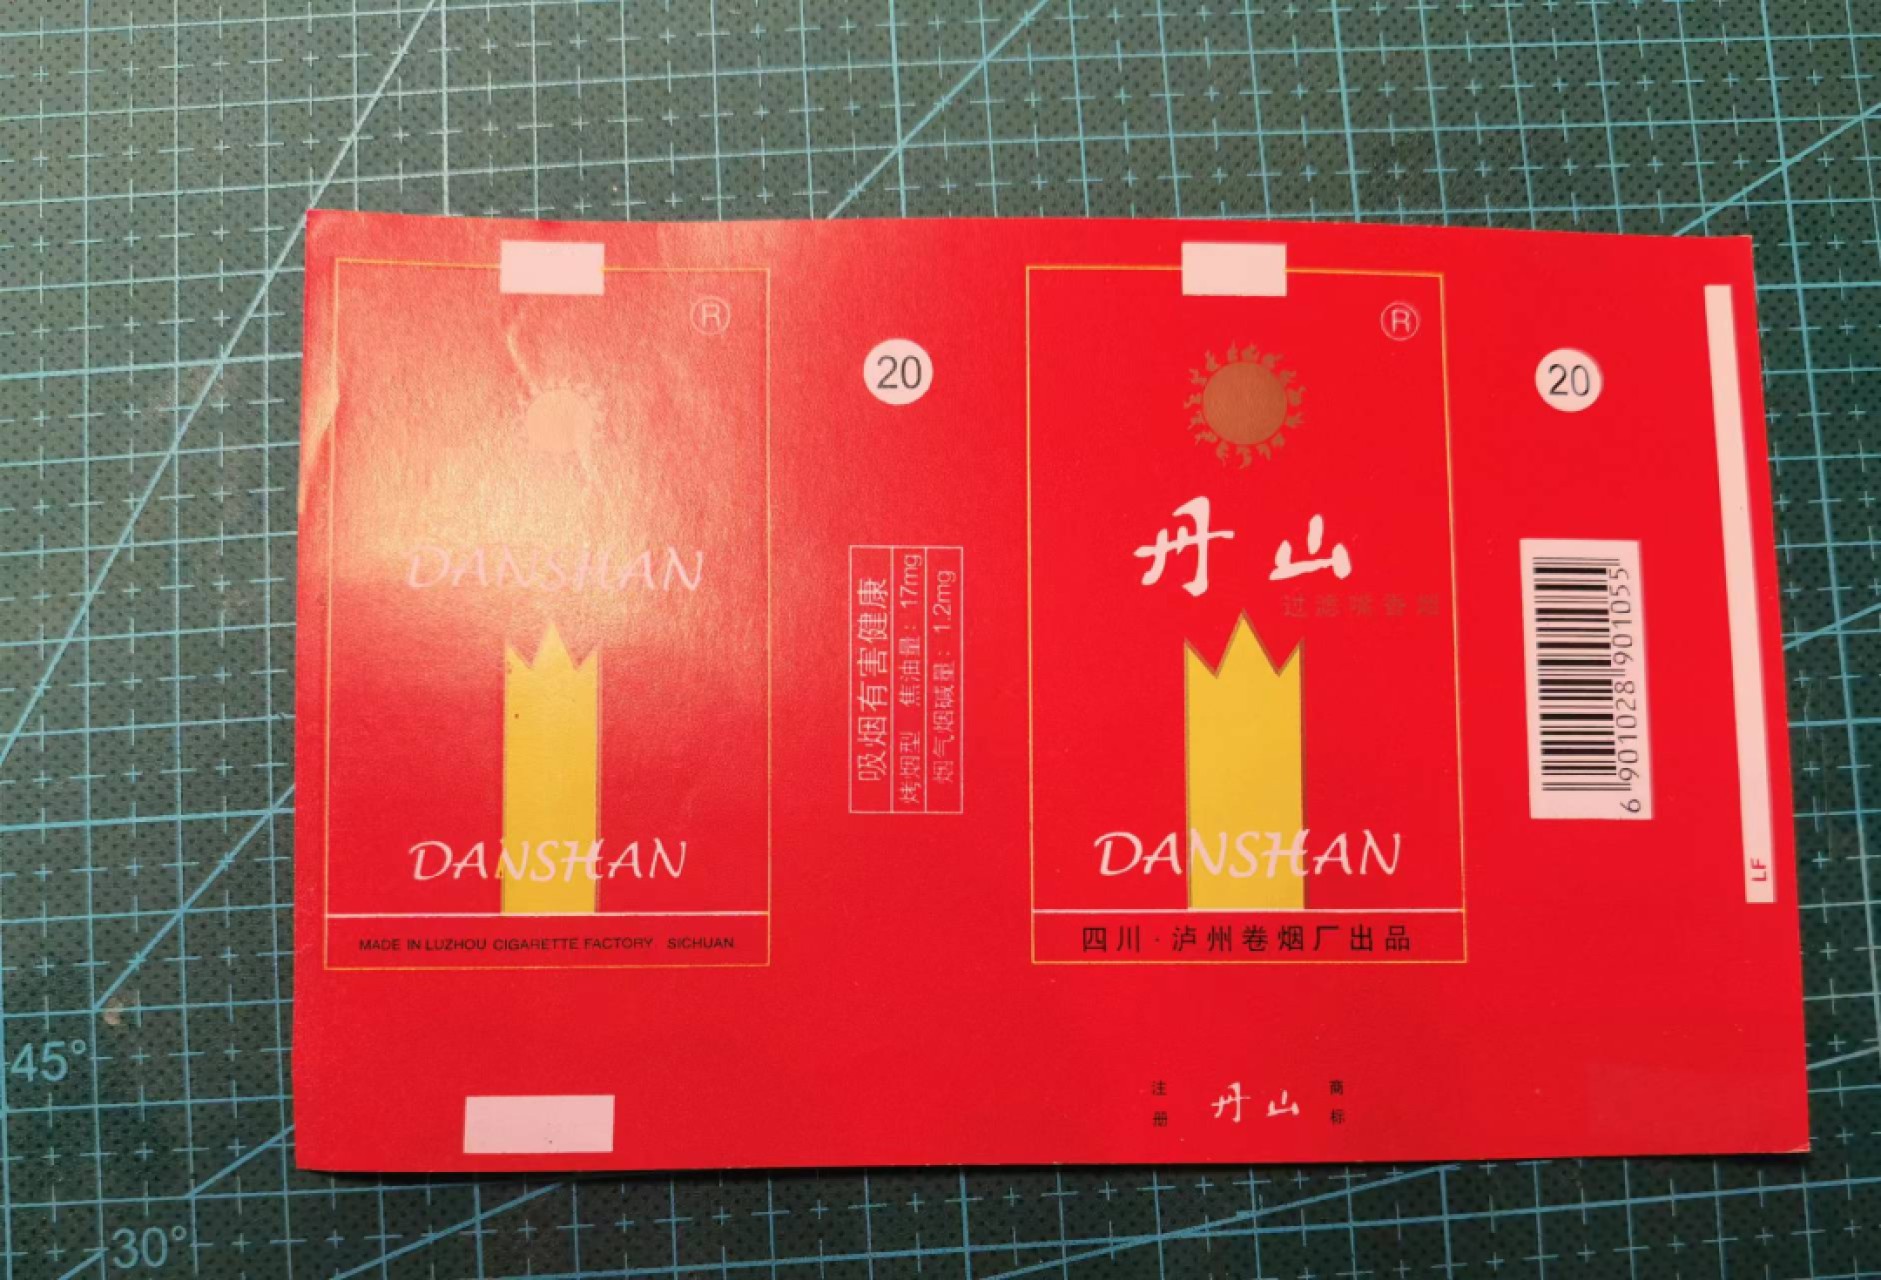 ®
DANSHAN
DANSHAN
MADE IN LUZHOU CIGARETTE FACTORY SICHUAN
20
吸烟有害健康
烤烟型 焦油量：17mg
烟气烟碱量：1.2mg
®
丹山
过滤嘴香烟
DANSHAN
四川·泸州卷烟厂出品
注册 丹山 商标
20
6 901028 901055
LF
45°
30°